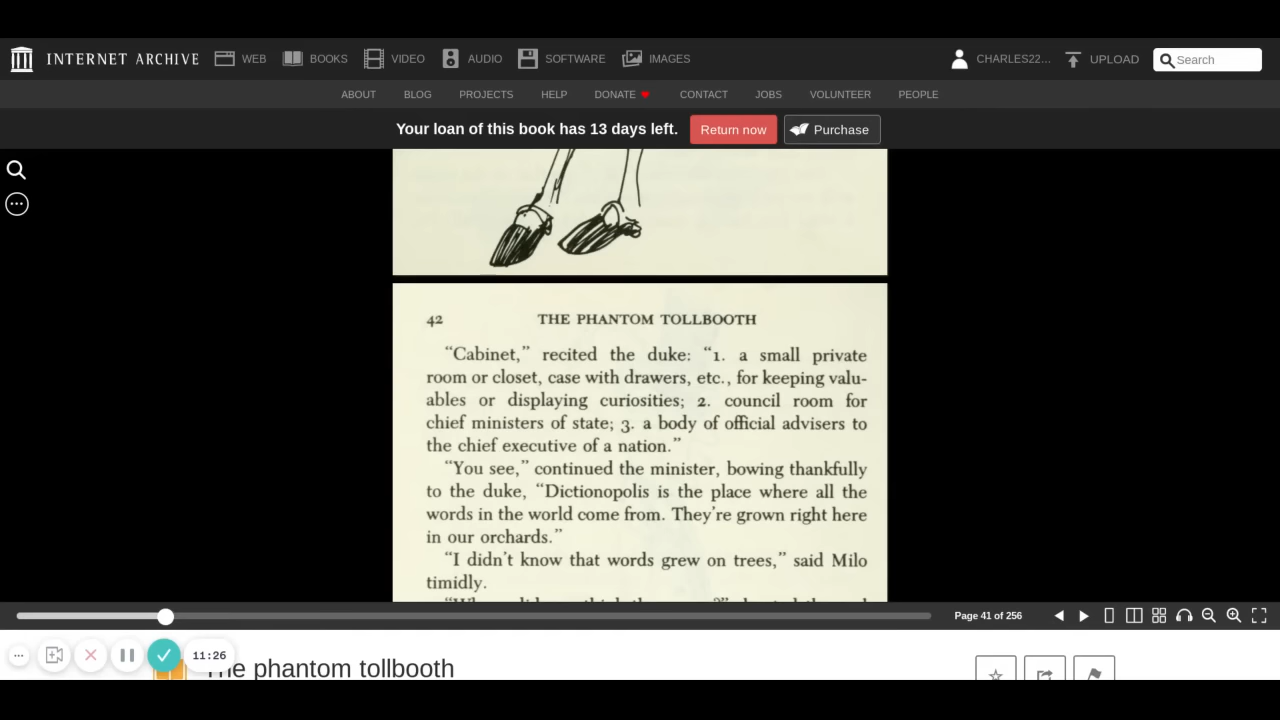 INTERNET ARCHIVE WEB BOOKS VIDEO AUDIO SOFTWARE IMAGES CHARLES22... UPLOAD Search
ABOUT BLOG PROJECTS HELP DONATE CONTACT JOBS VOLUNTEER PEOPLE
Your loan of this book has 13 days left. Return now Purchase
42 THE PHANTOM TOLLBOOTH
“Cabinet,” recited the duke: “1. a small private
room or closet, case with drawers, etc., for keeping valu-
ables or displaying curiosities; 2. council room for
chief ministers of state; 3. a body of official advisers to
the chief executive of a nation.”
“You see,” continued the minister, bowing thankfully
to the duke, “Dictionopolis is the place where all the
words in the world come from. They’re grown right here
in our orchards.”
“I didn’t know that words grew on trees,” said Milo
timidly.
Page 41 of 256
11:26
The phantom tollbooth